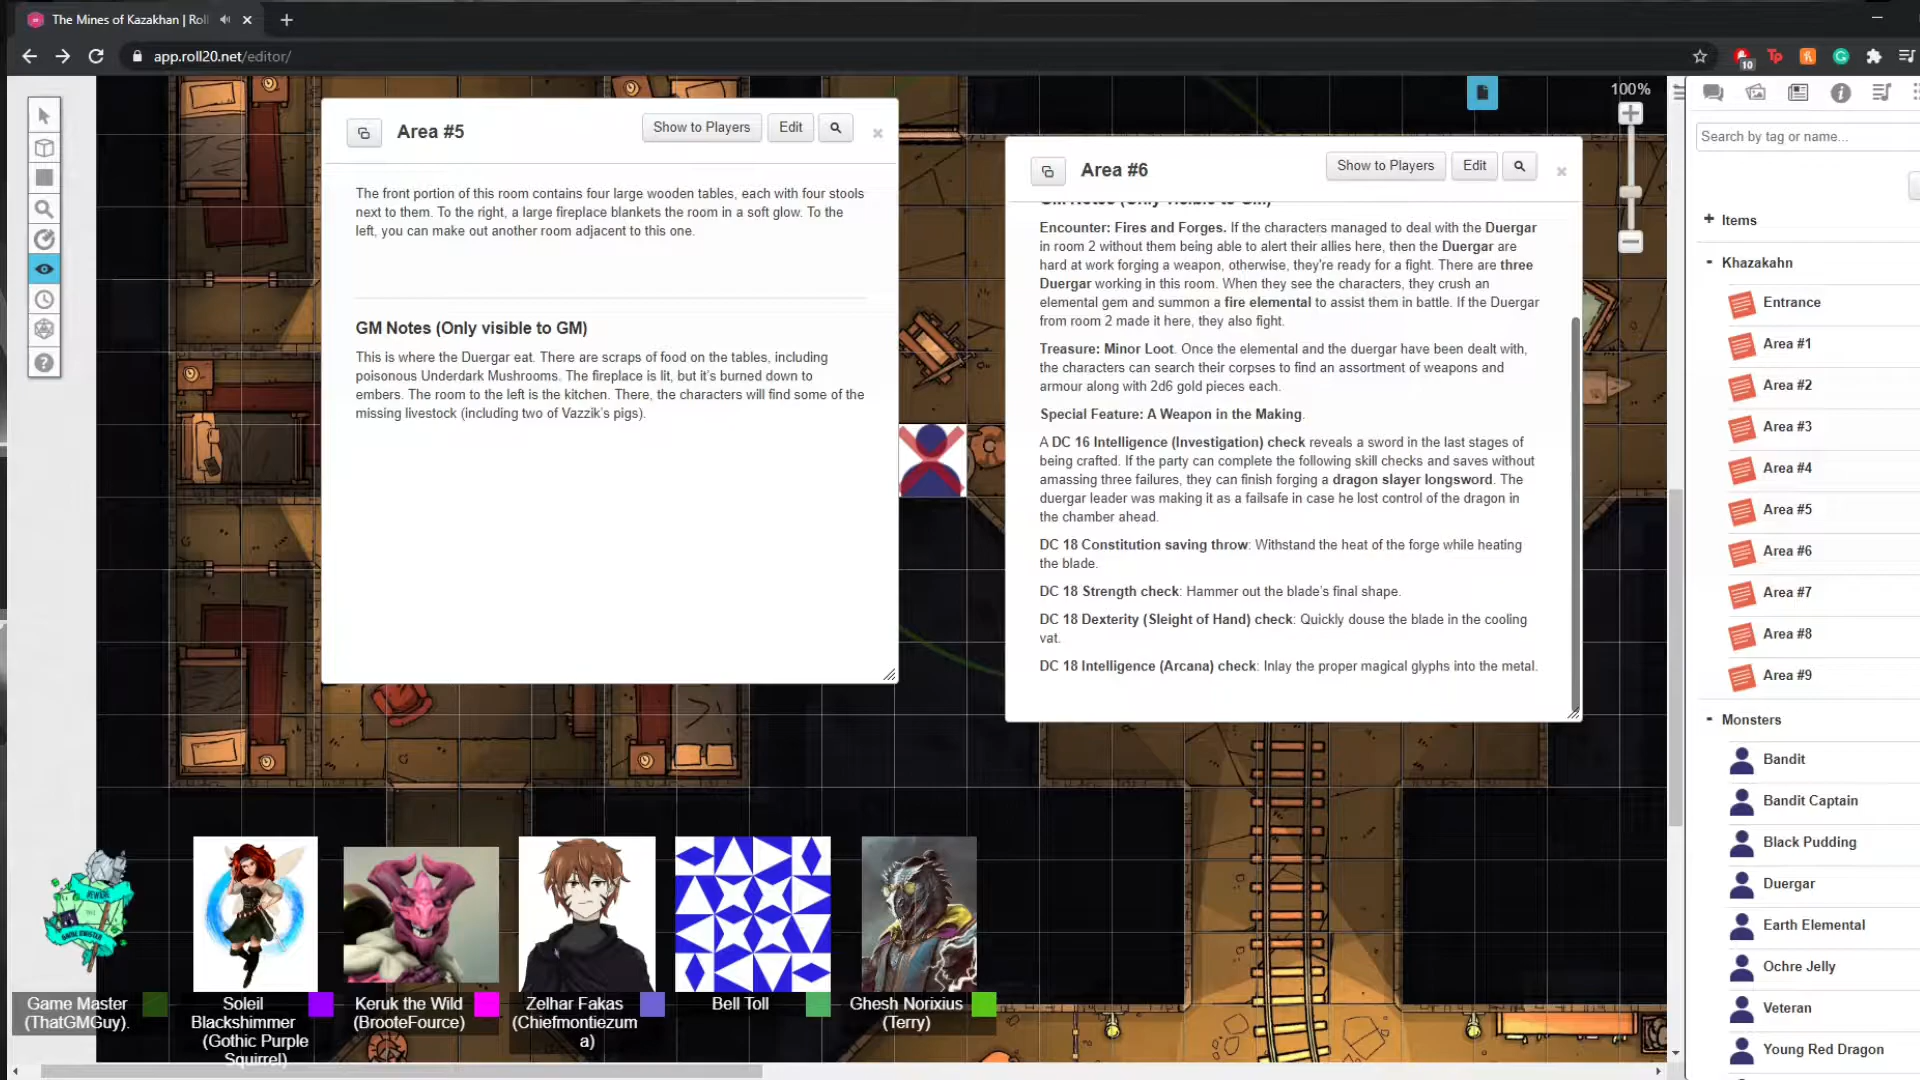 The Mines of Kazakhan | Roll
app.roll20.net/editor/
10
Tp
100%
Area #5
Show to Players
Edit
The front portion of this room contains four large wooden tables, each with four stools
next to them. To the right, a large fireplace blankets the room in a soft glow. To the
left, you can make out another room adjacent to this one.
GM Notes (Only visible to GM)
This is where the Duergar eat. There are scraps of food on the tables, including
poisonous Underdark Mushrooms. The fireplace is lit, but it's burned down to
embers. The room to the left is the kitchen. There, the characters will find some of the
missing livestock (including two of Vazzik's pigs).
Area #6
Show to Players
Edit
GM Notes (Only visible to GM)
Encounter: Fires and Forges. If the characters managed to deal with the Duergar
in room 2 without them being able to alert their allies here, then the Duergar are
hard at work forging a weapon, otherwise, they're ready for a fight. There are three
Duergar working in this room. When they see the characters, they crush an
elemental gem and summon a fire elemental to assist them in battle. If the Duergar
from room 2 made it here, they also fight.
Treasure: Minor Loot. Once the elemental and the duergar have been dealt with,
the characters can search their corpses to find an assortment of weapons and
armour along with 2d6 gold pieces each.
Special Feature: A Weapon in the Making.
A DC 16 Intelligence (Investigation) check reveals a sword in the last stages of
being crafted. If the party can complete the following skill checks and saves without
amassing three failures, they can finish forging a dragon slayer longsword. The
duergar leader was making it as a failsafe in case he lost control of the dragon in
the chamber ahead.
DC 18 Constitution saving throw: Withstand the heat of the forge while heating
the blade.
DC 18 Strength check: Hammer out the blade's final shape.
DC 18 Dexterity (Sleight of Hand) check: Quickly douse the blade in the cooling
vat.
DC 18 Intelligence (Arcana) check: Inlay the proper magical glyphs into the metal.
Search by tag or name...
Items
Khazakahn
Entrance
Area #1
Area #2
Area #3
Area #4
Area #5
Area #6
Area #7
Area #8
Area #9
Monsters
Bandit
Bandit Captain
Black Pudding
Duergar
Earth Elemental
Ochre Jelly
Veteran
Young Red Dragon
Game Master
(ThatGMGuy).
Soleil
Blackshimmer
(Gothic Purple
Squirrel)
Keruk the Wild
(BrooteFource)
Zelhar Fakas
(Chiefmontiezum
a)
Bell Toll
Ghesh Norixius
(Terry)